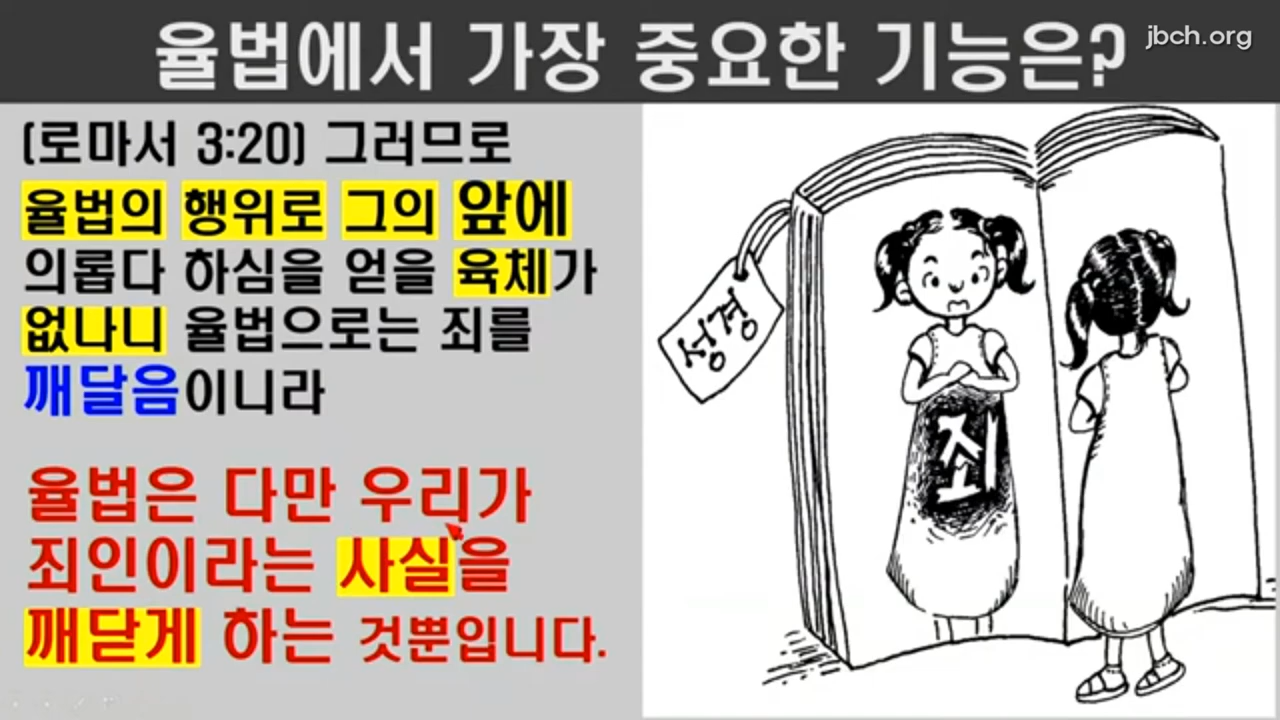 율법에서 가장 중요한 기능은?
jbch.org
(로마서 3:20) 그러므로
율법의 행위로 그의 앞에
의롭다 하심을 얻을 육체가
없나니 율법으로는 죄를
깨달음이니라
율법은 다만 우리가
죄인이라는 사실을
깨닫게 하는 것뿐입니다.
성경
죄